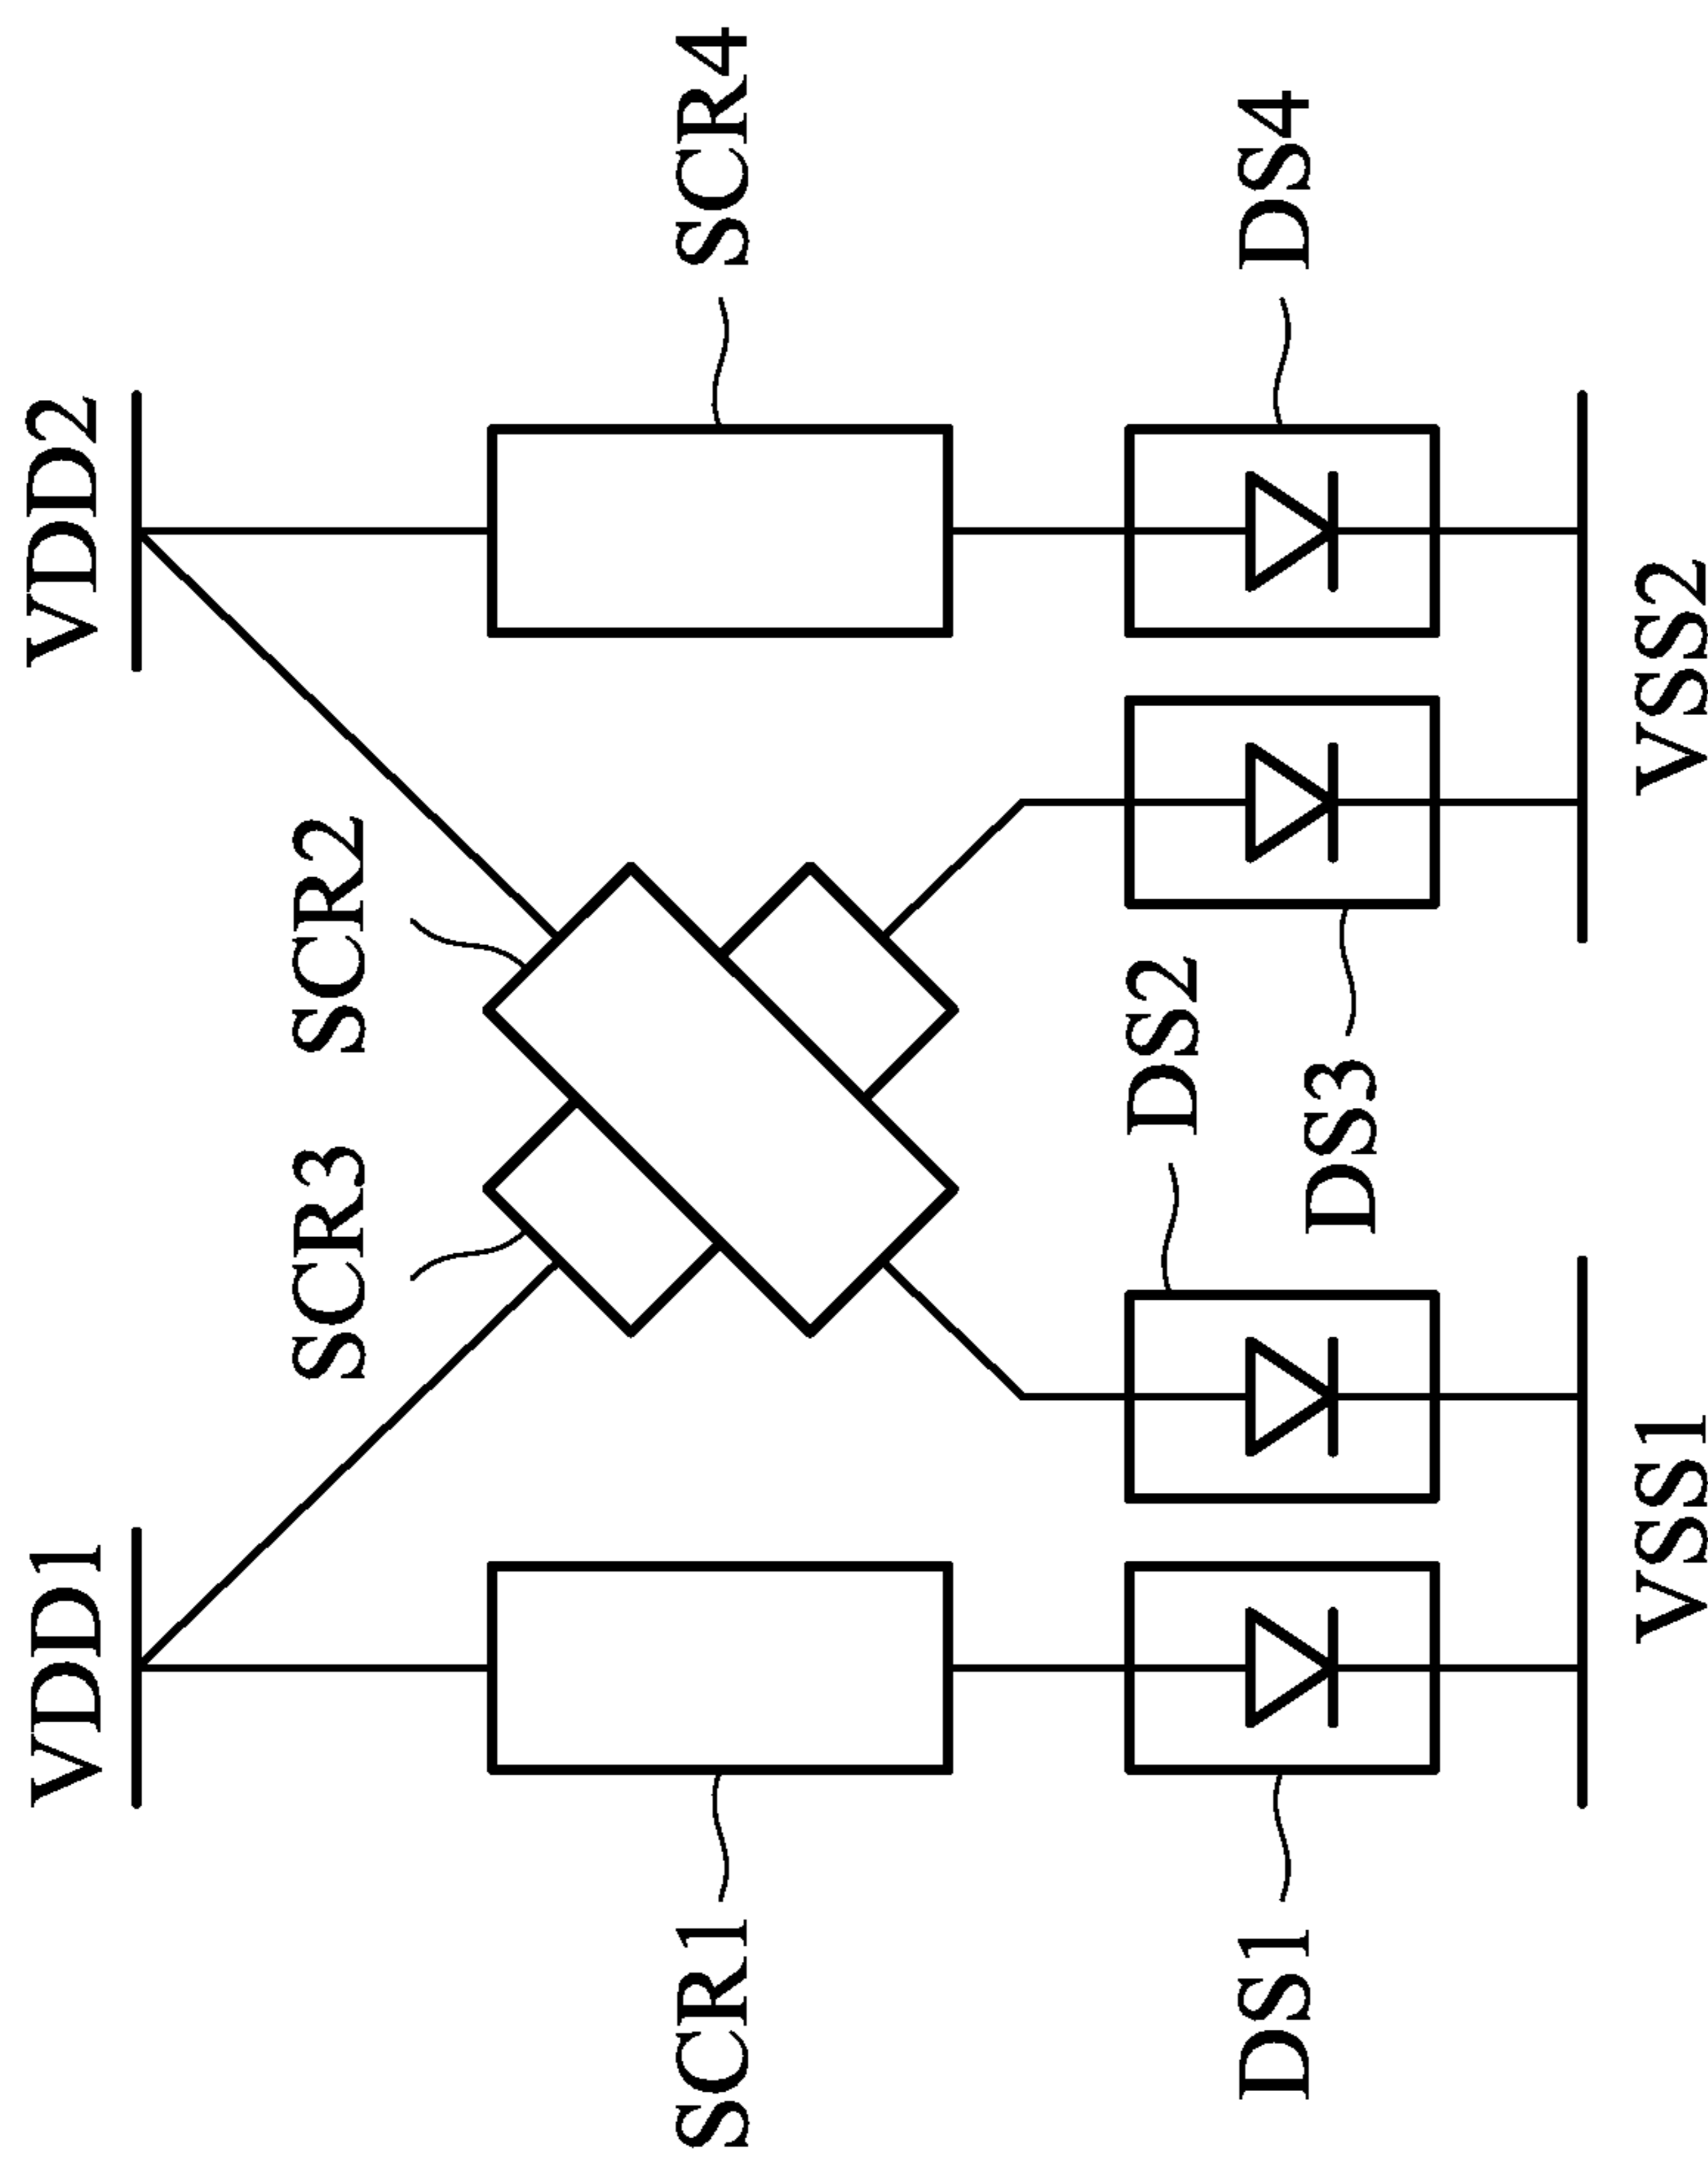 VDD1
VDD2
SCR3
SCR2
SCR1
SCR4
DS2
DS1
DS3
DS4
VSS1
VSS2